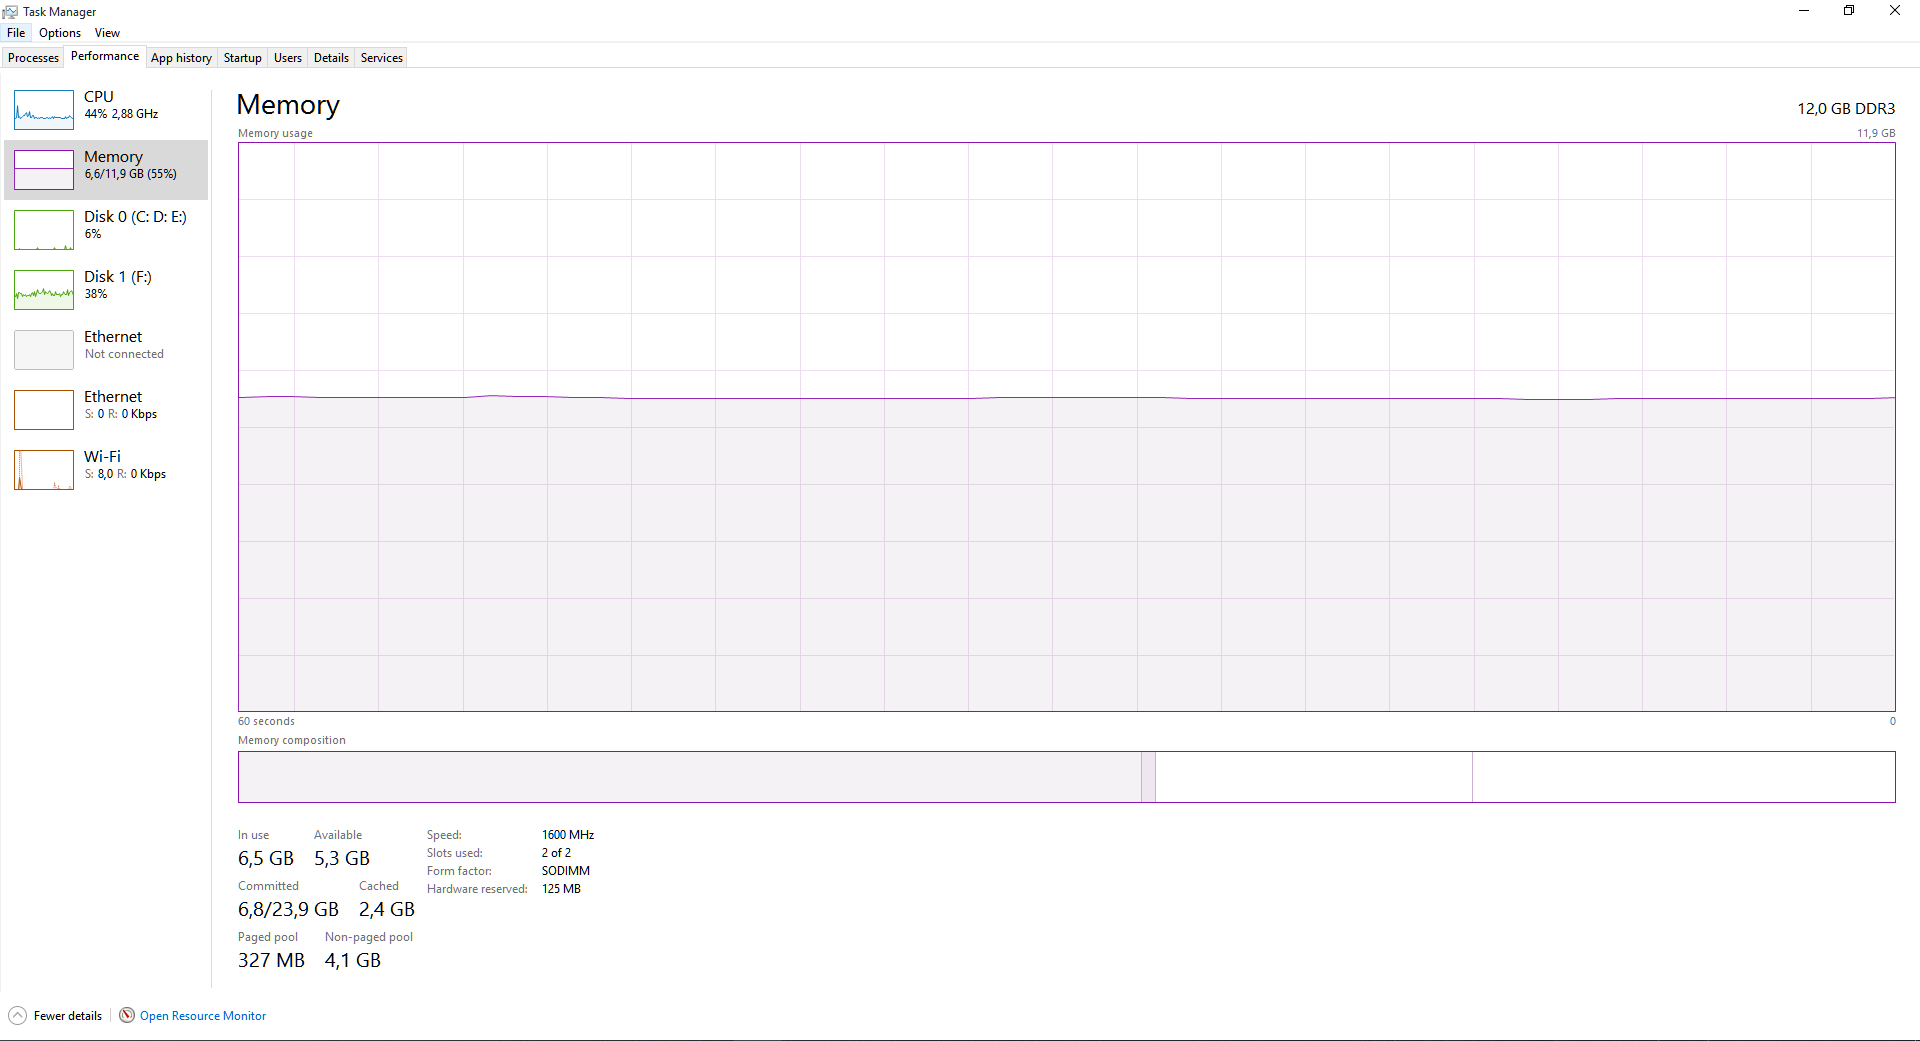 Task Manager
File Options View
Processes Performance App history Startup Users Details Services
CPU
44% 2,88 GHz
Memory
6,6/11,9 GB (55%)
Disk 0 (C: D: E:)
6%
Disk 1 (F:)
38%
Ethernet
Not connected
Ethernet
S: 0 R: 0 Kbps
Wi-Fi
S: 8,0 R: 0 Kbps
Memory 12,0 GB DDR3
Memory usage 11,9 GB
60 seconds 0
Memory composition
In use Available
6,5 GB 5,3 GB
Committed Cached
6,8/23,9 GB 2,4 GB
Paged pool Non-paged pool
327 MB 4,1 GB
Speed: 1600 MHz
Slots used: 2 of 2
Form factor: SODIMM
Hardware reserved: 125 MB
Fewer details Open Resource Monitor